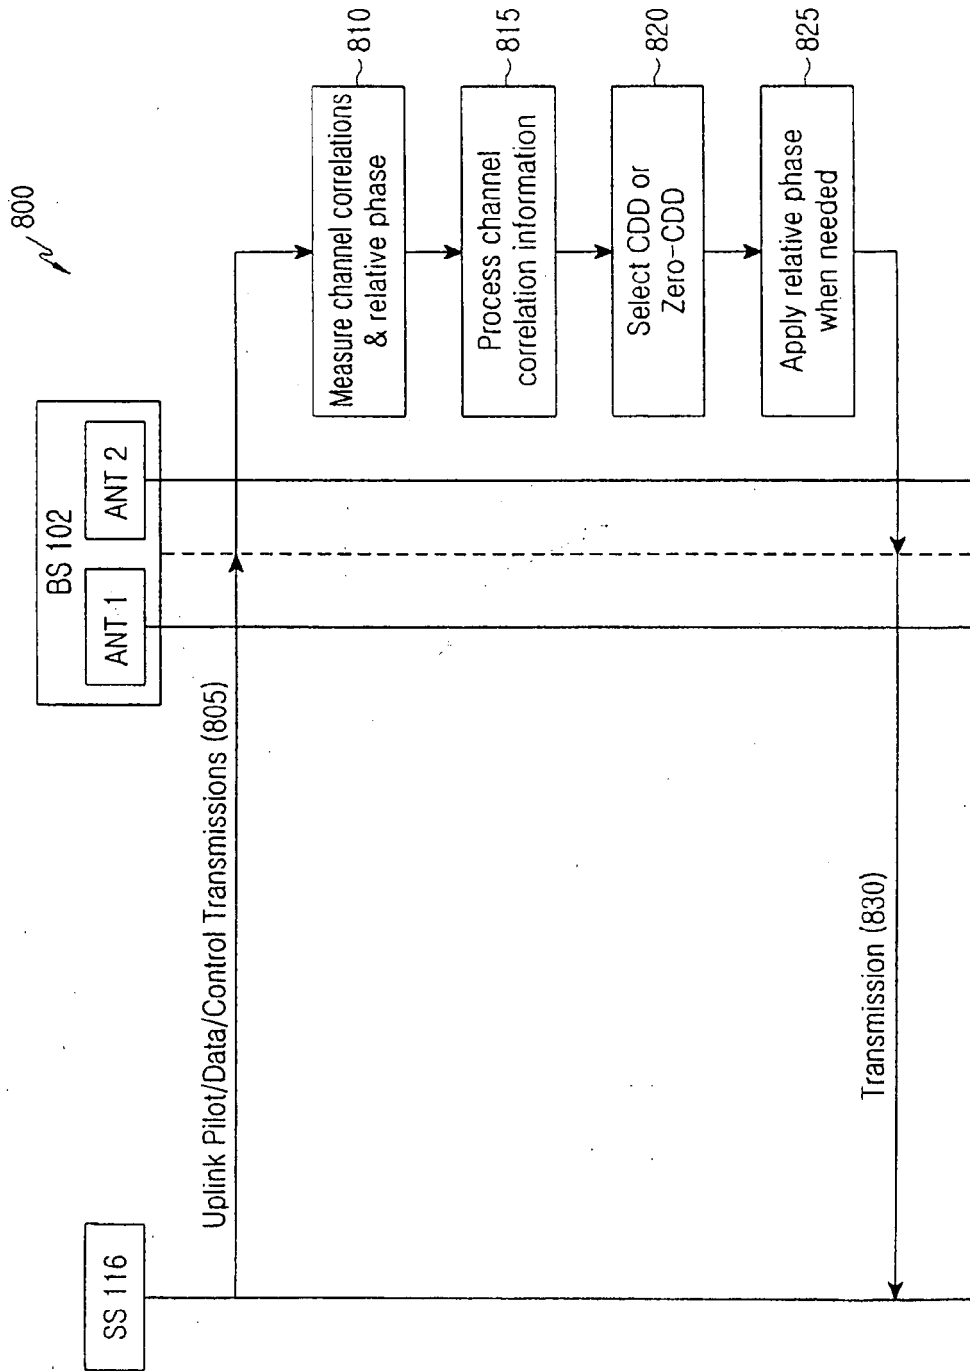 800
SS 116
BS 102
ANT 1
ANT 2
Uplink Pilot/Data/Control Transmissions (805)
Measure channel correlations
& relative phase
810
Process channel
correlation information
815
Select CDD or
Zero-CDD
820
Apply relative phase
when needed
825
Transmission (830)